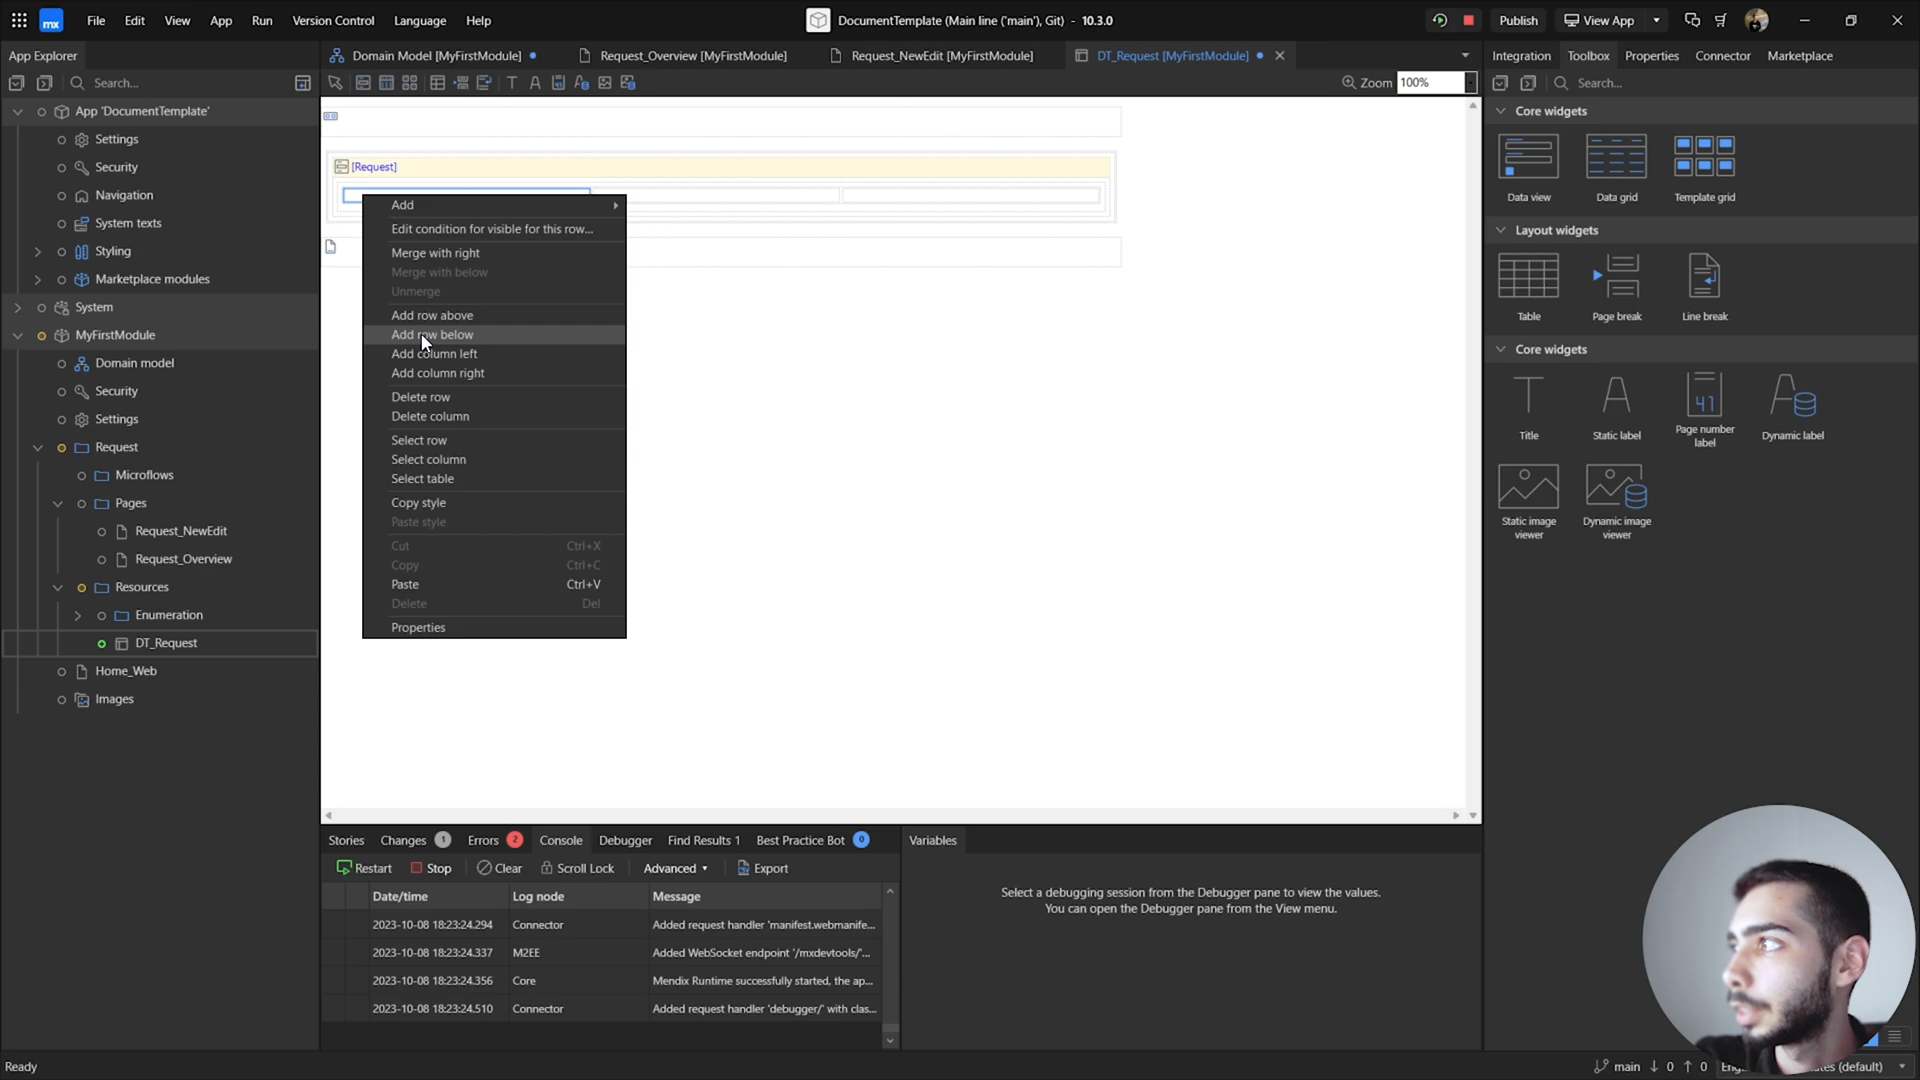 mx File Edit View App Run Version Control Language Help
DocumentTemplate (Main line ('main'), Git) - 10.3.0
Publish View App
App Explorer
Domain Model [MyFirstModule]
Request_Overview [MyFirstModule]
Request_NewEdit [MyFirstModule]
DT_Request [MyFirstModule]
Integration Toolbox Properties Connector Marketplace
Search...
Zoom 100%
Search...
App 'DocumentTemplate'
Settings
Security
Navigation
System texts
Styling
Marketplace modules
System
MyFirstModule
Domain model
Security
Settings
Request
Microflows
Pages
Request_NewEdit
Request_Overview
Resources
Enumeration
DT_Request
Home_Web
Images
[Request]
Add
Edit condition for visible for this row...
Merge with right
Merge with below
Unmerge
Add row above
Add row below
Add column left
Add column right
Delete row
Delete column
Select row
Select column
Select table
Copy style
Paste style
Cut Ctrl+X
Copy Ctrl+C
Paste Ctrl+V
Delete Del
Properties
Core widgets
Data view
Data grid
Template grid
Layout widgets
Table
Page break
Line break
Core widgets
Title
Static label
Page number
label
Dynamic label
Static image
viewer
Dynamic image
viewer
Stories Changes 1 Errors 2 Console Debugger Find Results 1 Best Practice Bot 0
Variables
Restart Stop Clear Scroll Lock Advanced Export
Date/time Log node Message
2023-10-08 18:23:24.294 Connector Added request handler 'manifest.webmanife...
2023-10-08 18:23:24.337 M2EE Added WebSocket endpoint '/mxdevtools/'...
2023-10-08 18:23:24.356 Core Mendix Runtime successfully started, the ap...
2023-10-08 18:23:24.510 Connector Added request handler 'debugger/' with clas...
Select a debugging session from the Debugger pane to view the values.
You can open the Debugger pane from the View menu.
Ready
main 0 0
(default)